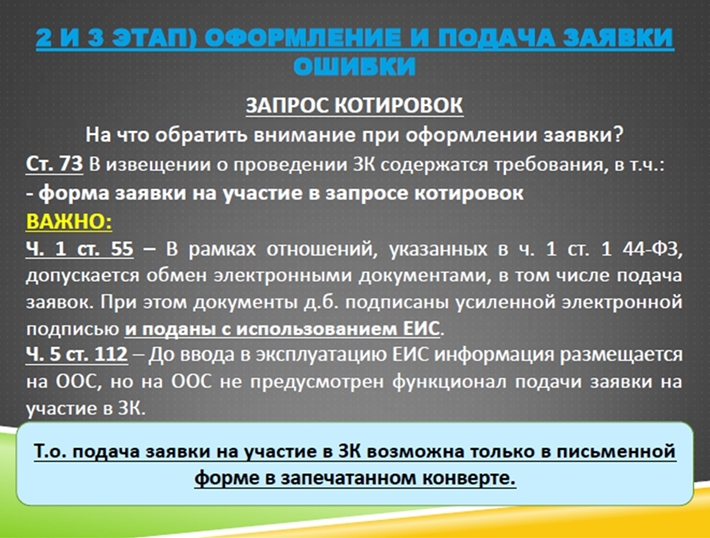 2 И 3 ЭТАП) ОФОРМЛЕНИЕ И ПОДАЧА ЗАЯВКИ
ОШИБКИ
ЗАПРОС КОТИРОВОК
На что обратить внимание при оформлении заявки?
Ст. 73 В извещении о проведении ЗК содержатся требования, в т.ч.:
- форма заявки на участие в запросе котировок
ВАЖНО:
Ч. 1 ст. 55 – В рамках отношений, указанных в ч. 1 ст. 1 44-ФЗ,
допускается обмен электронными документами, в том числе подача
заявок. При этом документы д.б. подписаны усиленной электронной
подписью и поданы с использованием ЕИС.
Ч. 5 ст. 112 – До ввода в эксплуатацию ЕИС информация размещается
на ООС, но на ООС не предусмотрен функционал подачи заявки на
участие в ЗК.
Т.о. подача заявки на участие в ЗК возможна только в письменной
форме в запечатанном конверте.